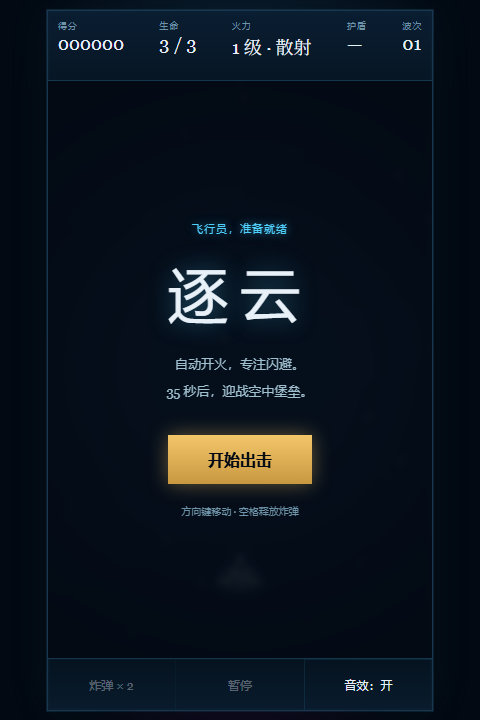 得分 生命 火力 护盾 波次
000000 3 / 3 1 级 · 散射 — 01
飞行员，准备就绪
逐云
自动开火，专注闪避。
35 秒后，迎战空中堡垒。
开始出击
方向键移动 · 空格释放炸弹
炸弹 × 2 暂停 音效：开